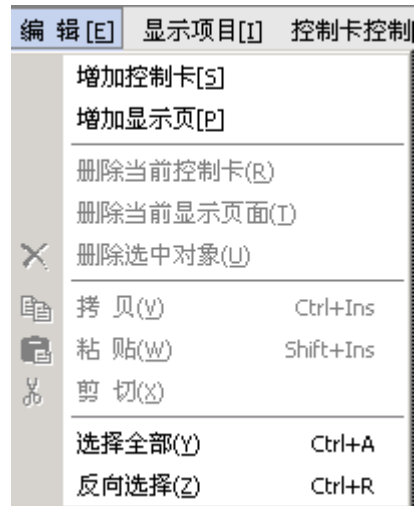 编 辑[E] 显示项目[I] 控制卡控制
增加控制卡[S]
增加显示页[P]
删除当前控制卡(R)
删除当前显示页面(T)
删除选中对象(U)
拷 贝(V) Ctrl+Ins
粘 贴(W) Shift+Ins
剪 切(X)
选择全部(Y) Ctrl+A
反向选择(Z) Ctrl+R